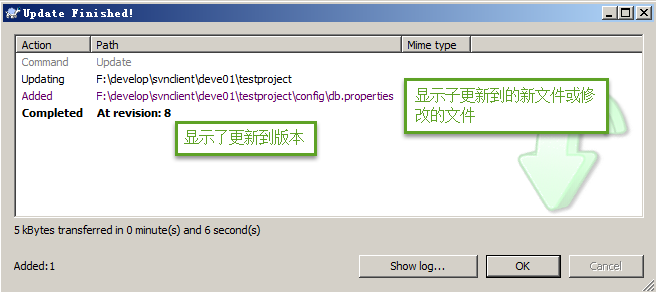 Update Finished!
Action Path Mime type
Command Update
Updating F:\develop\svnclient\deve01\testproject
Added F:\develop\svnclient\deve01\testproject\config\db.properties
Completed At revision: 8
显示子更新到的新文件或修
改的文件
显示了更新到版本
5 kBytes transferred in 0 minute(s) and 6 second(s)
Added:1
Show log... OK Cancel